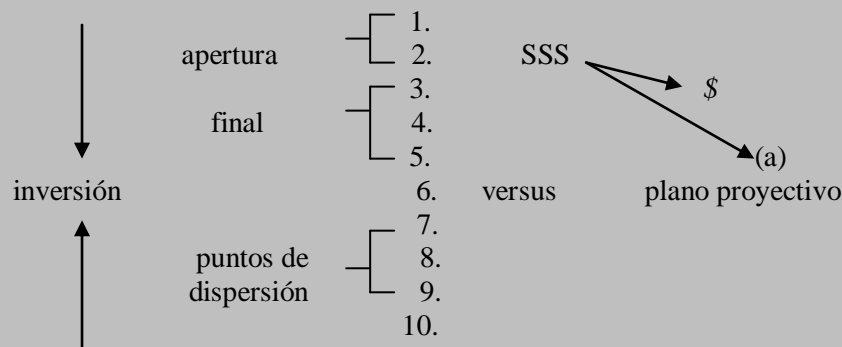 1.
apertura 2. SSS
3. $
final 4.
5. (a)
inversión 6. versus plano proyectivo
7.
puntos de 8.
dispersión 9.
10.